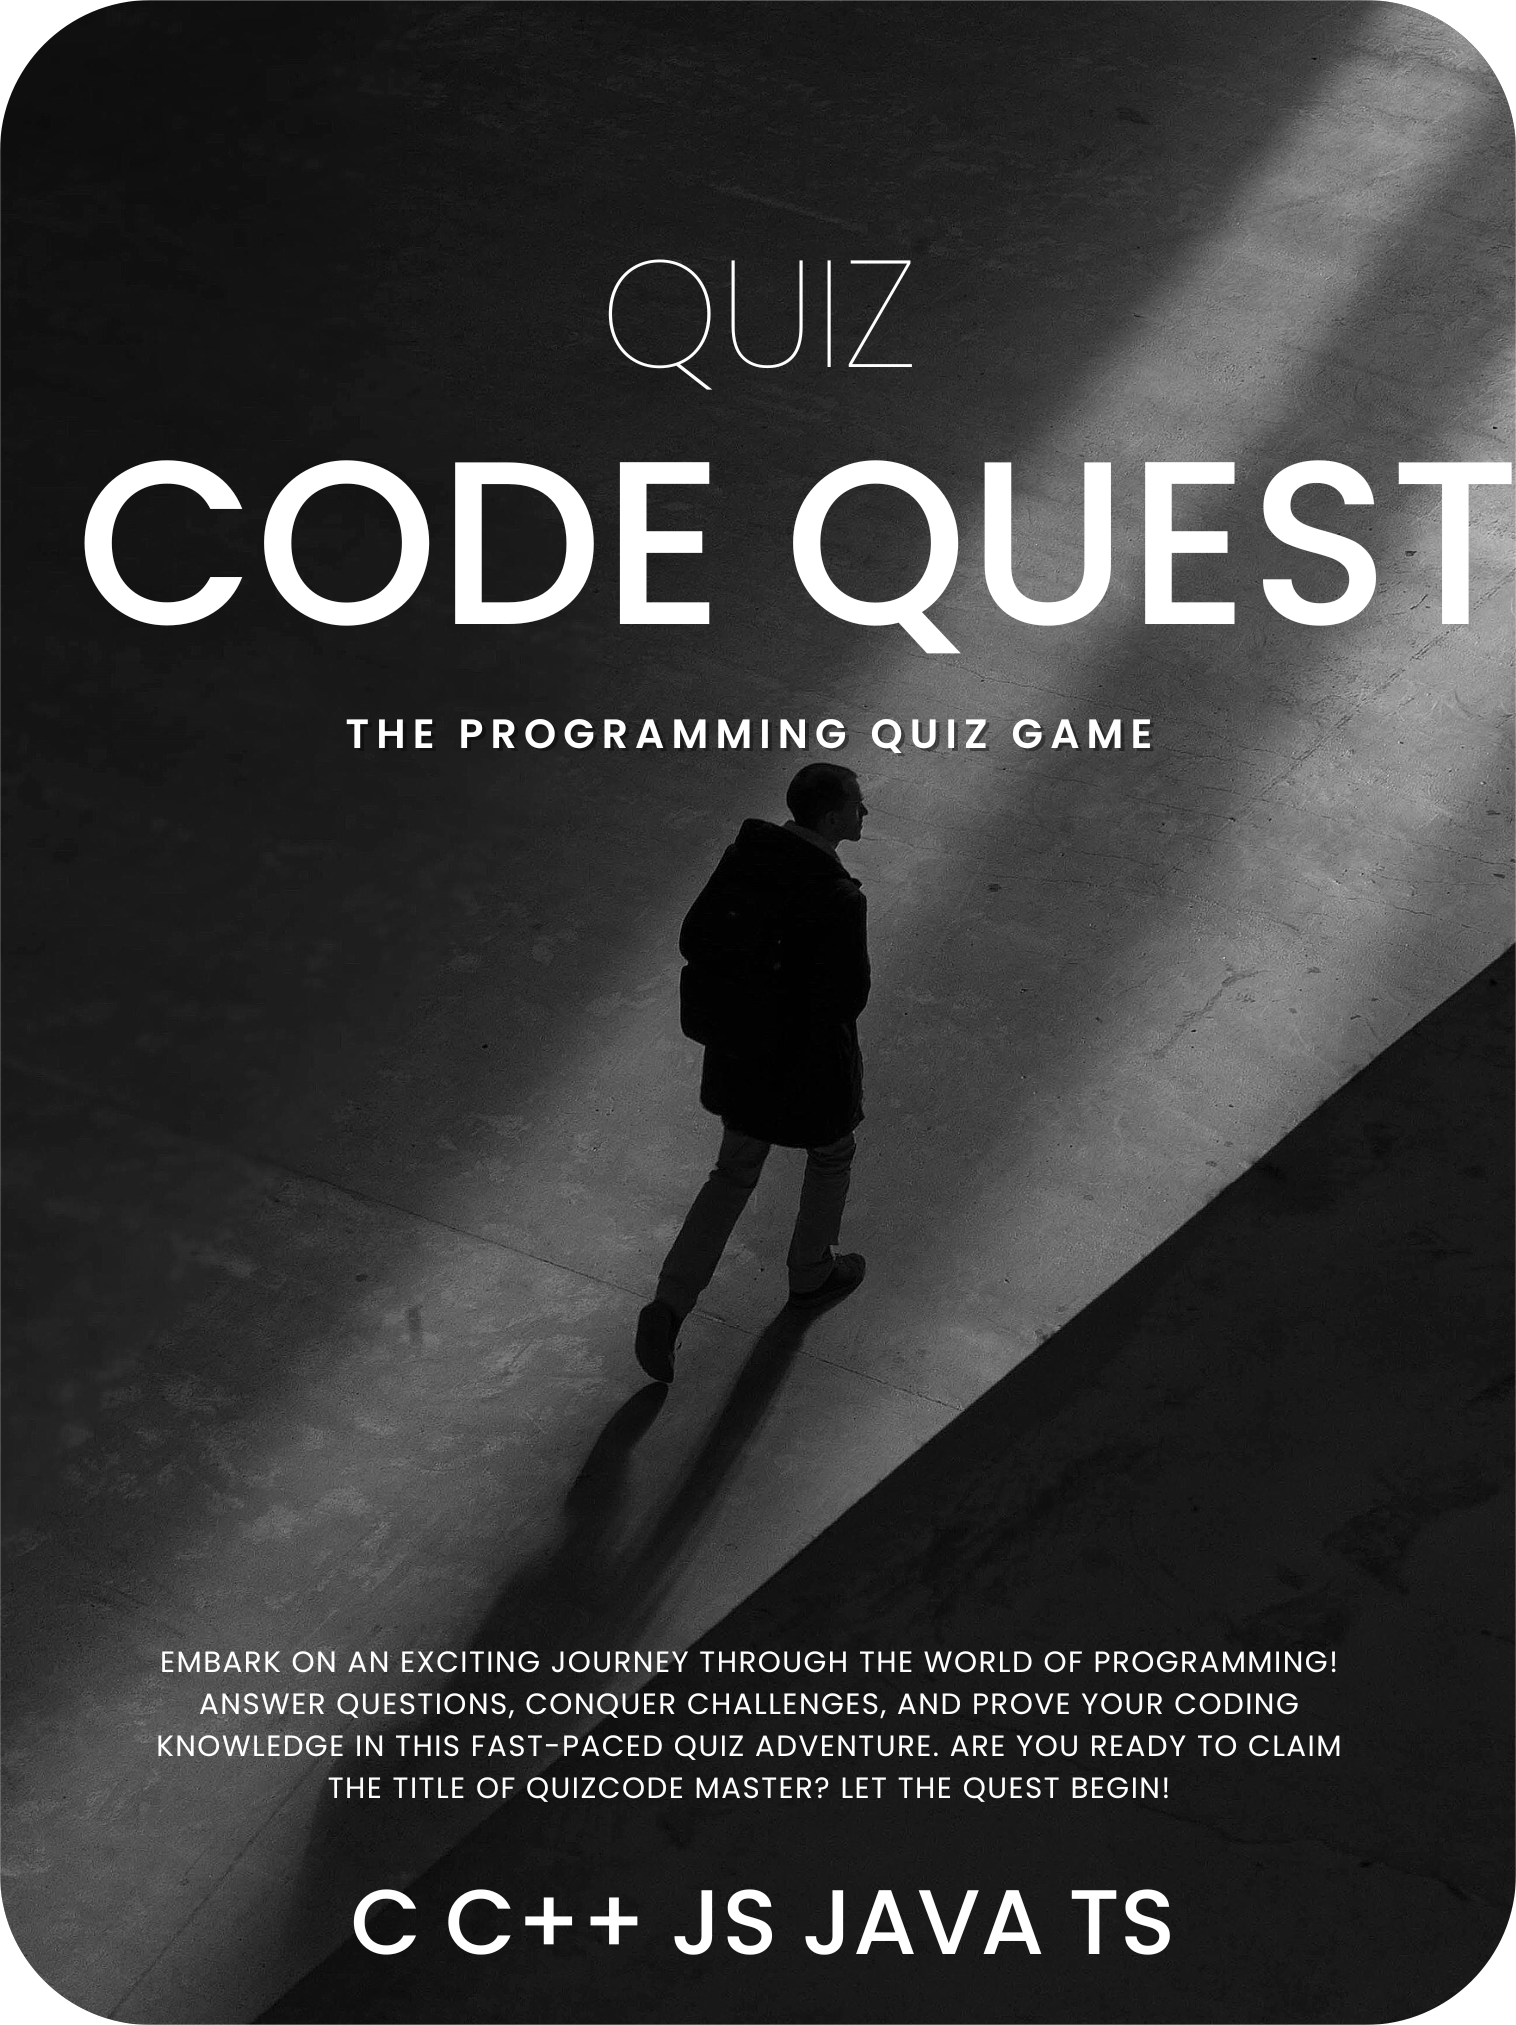 QUIZ
CODE QUEST
THE PROGRAMMING QUIZ GAME
EMBARK ON AN EXCITING JOURNEY THROUGH THE WORLD OF PROGRAMMING!
ANSWER QUESTIONS, CONQUER CHALLENGES, AND PROVE YOUR CODING
KNOWLEDGE IN THIS FAST-PACED QUIZ ADVENTURE. ARE YOU READY TO CLAIM
THE TITLE OF QUIZCODE MASTER? LET THE QUEST BEGIN!
C C++ JS JAVA TS